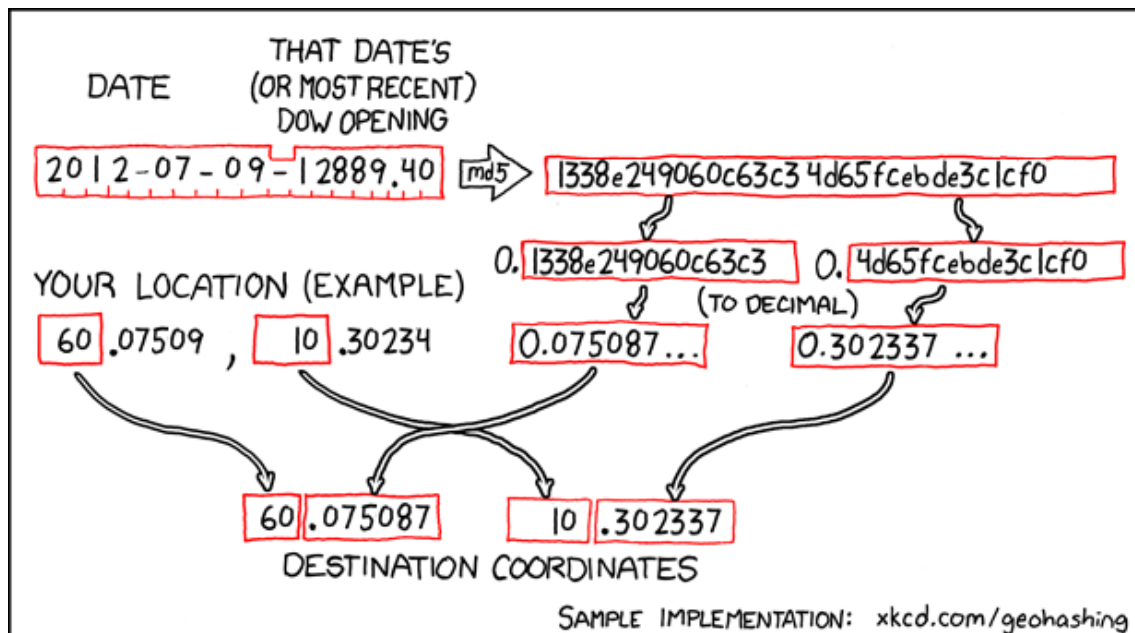 DATE
THAT DATE'S
(OR MOST RECENT)
DOW OPENING
2012-07-09-12889.40
md5
1338e249060c63c34d65fcebde3c1cf0
0.1338e249060c63c3
0.4d65fcebde3c1cf0
YOUR LOCATION (EXAMPLE)
(TO DECIMAL)
60.07509, 10.30234
0.075087...
0.302337...
60.075087
10.302337
DESTINATION COORDINATES
SAMPLE IMPLEMENTATION: xkcd.com/geohashing